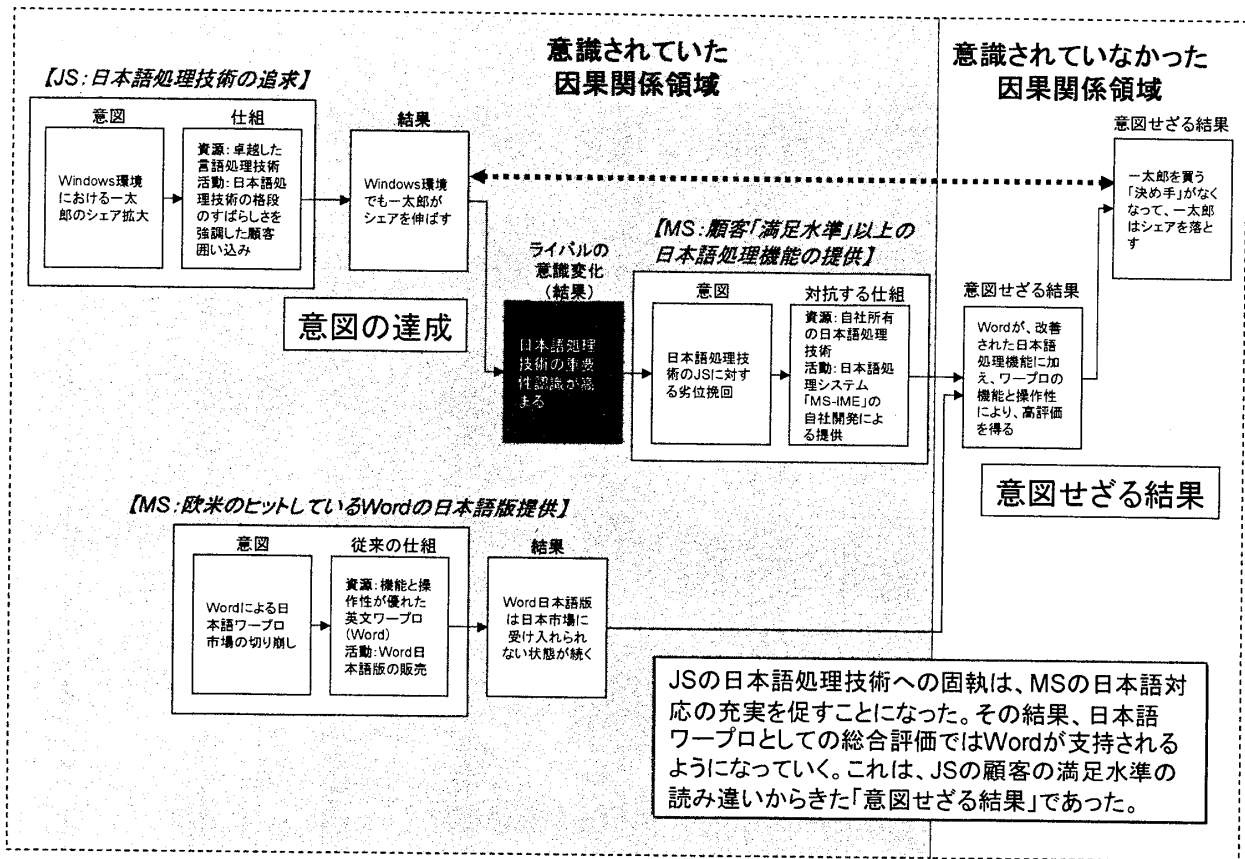 意識されていた
因果関係領域
意識されていなかった
因果関係領域
【JS:日本語処理技術の追求】
意図
Windows環境
における一太
郎のシェア拡大
仕組
資源:卓越した
言語処理技術
活動:日本語処
理技術の格段
のすばらしさを
強調した顧客
囲い込み
結果
Windows環境
でも一太郎が
シェアを伸ばす
意図の達成
ライバルの
意識変化
(結果)
日本語処理
技術の重要
性認識が高
まる
【MS:顧客「満足水準」以上の
日本語処理機能の提供】
意図
日本語処理技
術のJSに対す
る劣位挽回
対抗する仕組
資源:自社所有
の日本語処理
技術
活動:日本語処
理システム
「MS-IME」の
自社開発によ
る提供
意図せざる結果
Wordが、改善
された日本語
処理機能に加
え、ワープロの
機能と操作性
により、高評価
を得る
意図せざる結果
一太郎を買う
「決め手」がなく
なって、一太郎
はシェアを落と
す
意図せざる結果
【MS:欧米のヒットしているWordの日本語版提供】
意図
Wordによる日
本語ワープロ
市場の切り崩し
従来の仕組
資源:機能と操
作性が優れた
英文ワープロ
(Word)
活動:Word日
本語版の販売
結果
Word日本語版
は日本市場に
受け入れられ
ない状態が続く
JSの日本語処理技術への固執は、MSの日本語対
応の充実を促すことになった。その結果、日本語
ワープロとしての総合評価ではWordが支持される
ようになっていく。これは、JSの顧客の満足水準の
読み違いからきた「意図せざる結果」であった。